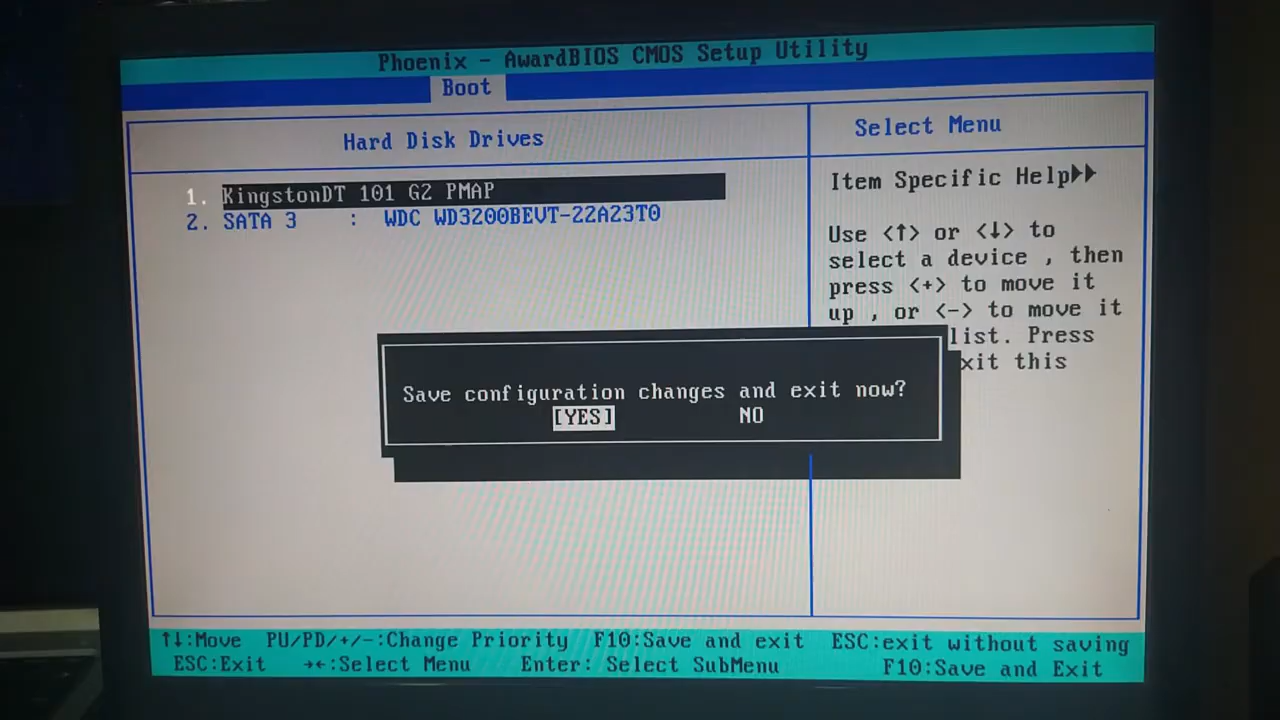 Phoenix - AwardBIOS CMOS Setup Utility
Boot
Hard Disk Drives
1. KingstonDT 101 G2 PMAP
2. SATA 3 : WDC WD3200BEVT-22A23T0
Select Menu
Item Specific Help▶▶
Use <↑> or <↓> to
select a device , then
press <+> to move it
up , or <-> to move it
list. Press
xit this
Save configuration changes and exit now?
[YES] NO
↑↓:Move PU/PD/+/-:Change Priority F10:Save and exit ESC:exit without saving
ESC:Exit →←:Select Menu Enter: Select SubMenu F10:Save and Exit